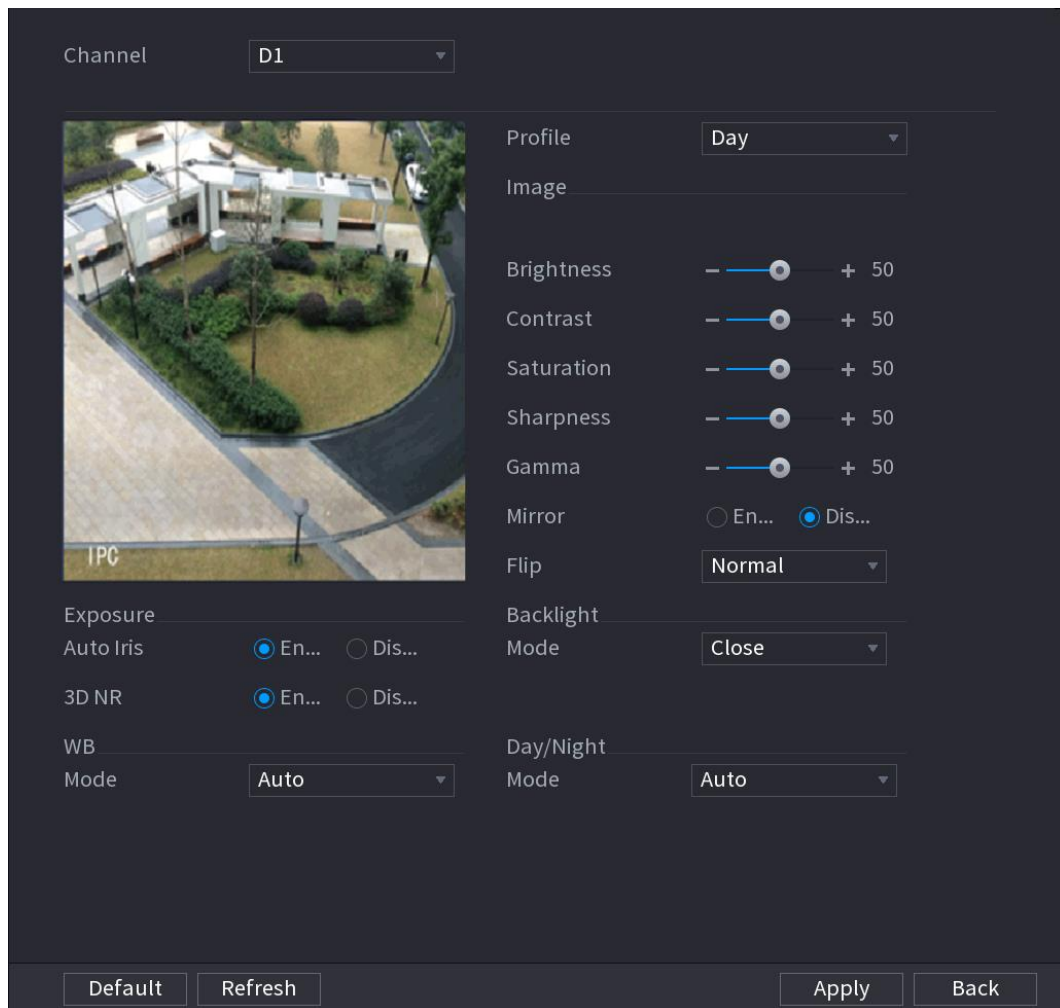 Channel D1
Profile Day
Image
Brightness 50
Contrast 50
Saturation 50
Sharpness 50
Gamma 50
Mirror En... Dis...
IPC
Flip Normal
Exposure
Backlight
Auto Iris En... Dis...
Mode Close
3D NR En... Dis...
WB
Day/Night
Mode Auto
Mode Auto
Default Refresh Apply Back